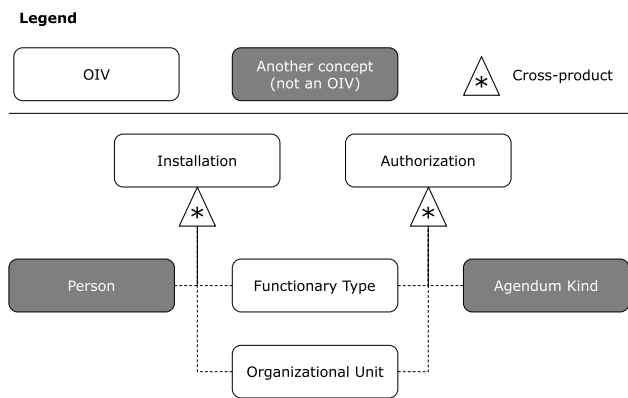 Legend
OIV
Another concept
(not an OIV)
*
Cross-product
Installation
Authorization
*
*
Person
Functionary Type
Agendum Kind
Organizational Unit